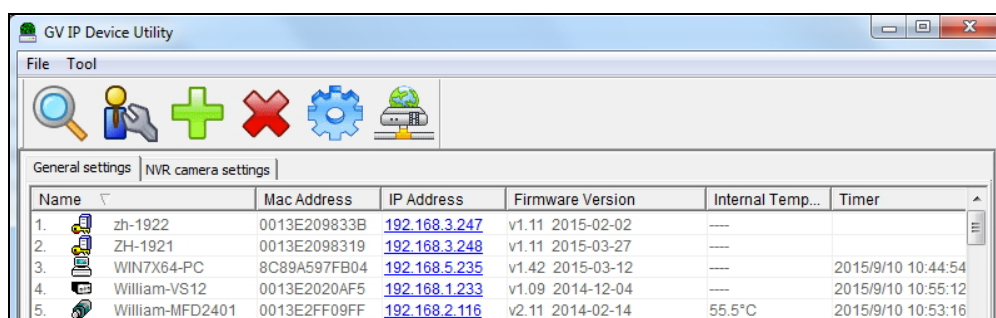 GV IP Device Utility
File Tool
General settings NVR camera settings
Name Mac Address IP Address Firmware Version Internal Temp... Timer
1. zh-1922 0013E209833B 192.168.3.247 v1.11 2015-02-02 ----
2. ZH-1921 0013E2098319 192.168.3.248 v1.11 2015-03-27 ----
3. WIN7X64-PC 8C89A597FB04 192.168.5.235 v1.42 2015-03-12 ---- 2015/9/10 10:44:54
4. William-VS12 0013E2020AF5 192.168.1.233 v1.09 2014-12-04 ---- 2015/9/10 10:55:12
5. William-MFD2401 0013E2FF09FF 192.168.2.116 v2.11 2014-02-14 55.5°C 2015/9/10 10:53:16